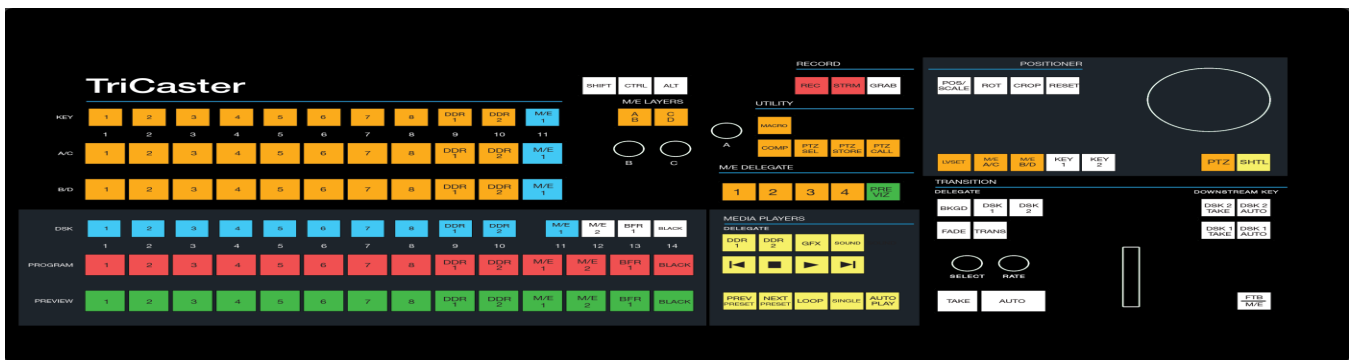 RECORD
POSITIONER
TriCaster
SHIFT CTRL ALT
REC STRM GRAB
POS/
SCALE ROT CROP RESET
M/E LAYERS
UTILITY
KEY 1 2 3 4 5 6 7 8 DDR 1 DDR 2 M/E 1
A B C D
MACRO
1 2 3 4 5 6 7 8 9 10 11
A
B C
A/C 1 2 3 4 5 6 7 8 DDR 1 DDR 2 M/E 1
COMP PTZ SEL PTZ STORE PTZ CALL
LVSET M/E A/C M/E B/D KEY 1 KEY 2 PTZ SHTL
M/E DELEGATE
B/D 1 2 3 4 5 6 7 8 DDR 1 DDR 2 M/E 1
1 2 3 4 PRE VIZ
TRANSITION
DELEGATE
DOWNSTREAM KEY
BKGD DSK 1 DSK 2
DSK 2 TAKE DSK 2 AUTO
FADE TRANS
DSK 1 TAKE DSK 1 AUTO
MEDIA PLAYERS
DELEGATE
DSK 1 2 3 4 5 6 7 8 DDR 1 DDR 2 M/E 1 M/E 2 BFR 1 BLACK
DDR 1 DDR 2 GFX SOUND
1 2 3 4 5 6 7 8 9 10 11 12 13 14
PROGRAM 1 2 3 4 5 6 7 8 DDR 1 DDR 2 M/E 1 M/E 2 BFR 1 BLACK
SELECT RATE
PREVIEW 1 2 3 4 5 6 7 8 DDR 1 DDR 2 M/E 1 M/E 2 BFR 1 BLACK
PREV PRESET NEXT PRESET LOOP SINGLE AUTO PLAY
TAKE AUTO
FTB
M/E